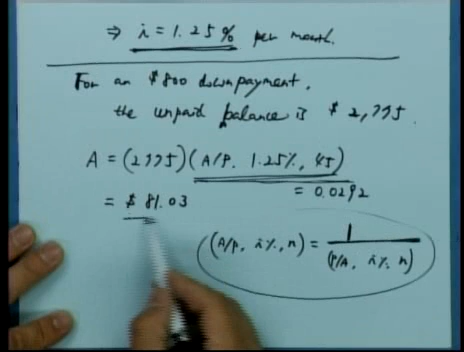 ⇒ i = 1.25% per month.
For an $800 downpayment,
the unpaid balance is $2,775.
A = (2775)(A/P, 1.25%, 45)
= 0.0292
= $81.03
(A/P, i%, n) = 1
(P/A, i%, n)